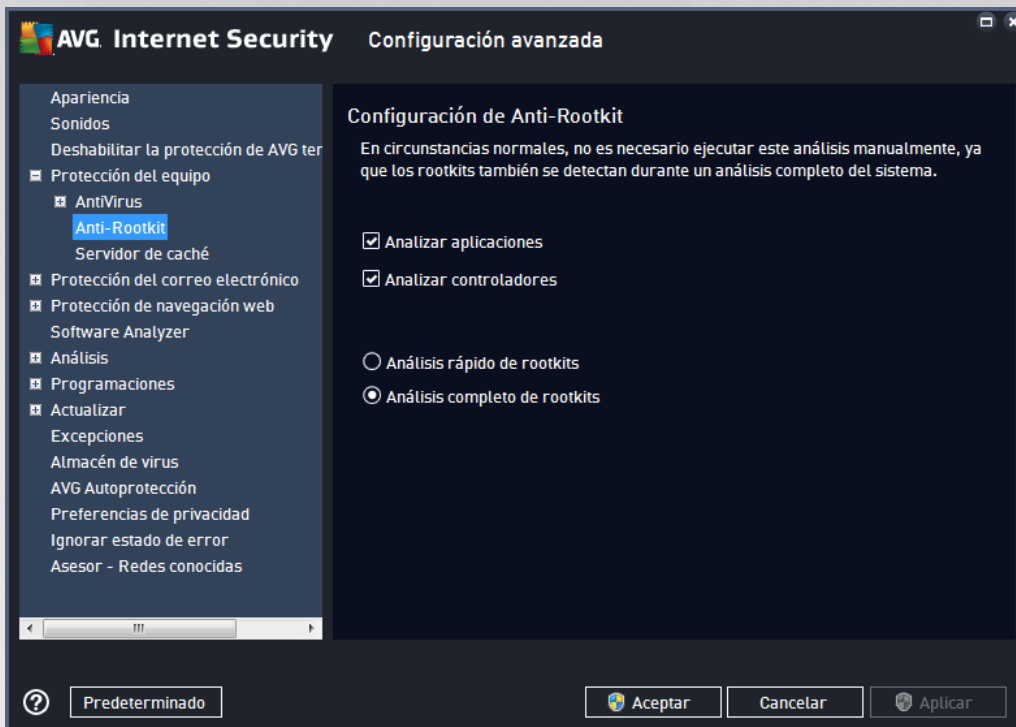 AVG. Internet Security
Configuración avanzada
Apariencia
Sonidos
Deshabilitar la protección de AVG ter
Protección del equipo
AntiVirus
Anti-Rootkit
Servidor de caché
Protección del correo electrónico
Protección de navegación web
Software Analyzer
Análisis
Programaciones
Actualizar
Excepciones
Almacén de virus
AVG Autoprotección
Preferencias de privacidad
Ignorar estado de error
Asesor - Redes conocidas
Configuración de Anti-Rootkit
En circunstancias normales, no es necesario ejecutar este análisis manualmente, ya
que los rootkits también se detectan durante un análisis completo del sistema.
Analizar aplicaciones
Analizar controladores
Análisis rápido de rootkits
Análisis completo de rootkits
Predeterminado
Aceptar
Cancelar
Aplicar